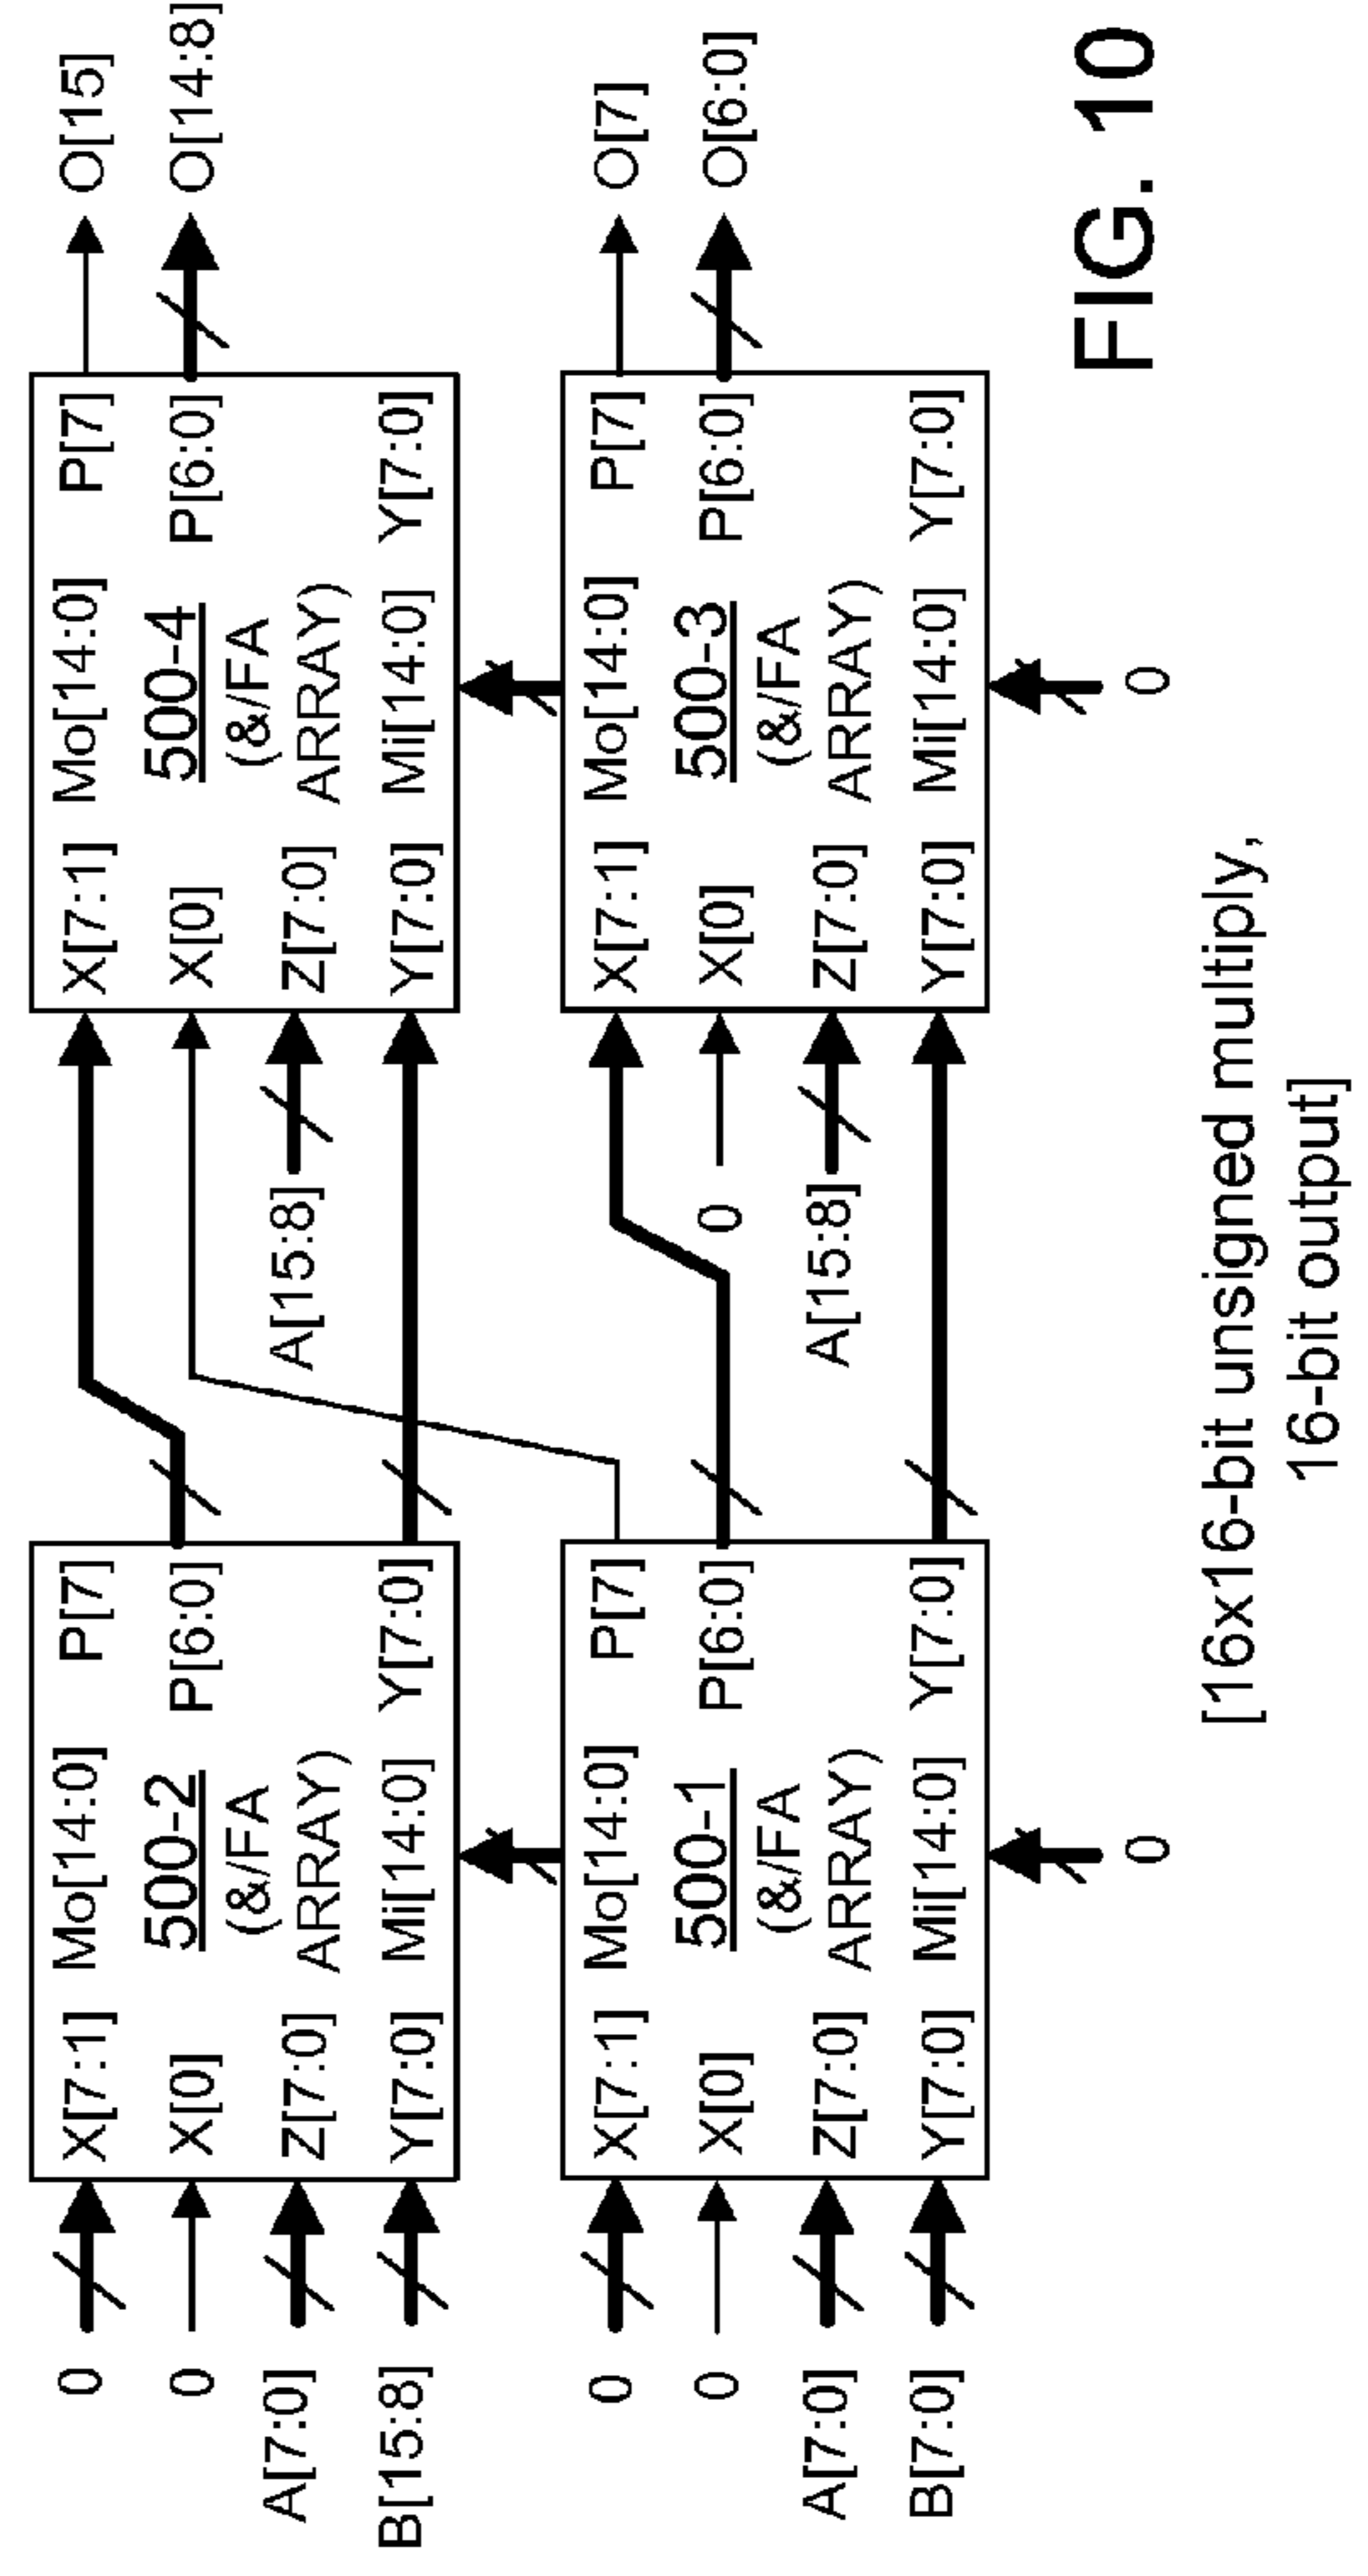 O[15]
X[7:1] Mo[14:0] P[7]
0
O[14:8]
X[0] 500-4 P[6:0]
0
(&/FA
Z[7:0] ARRAY)
A[15:8]
A[7:0]
Y[7:0] Mi[14:0] Y[7:0]
B[15:8]
X[7:1] Mo[14:0] P[7]
X[0] 500-2 P[6:0]
(&/FA
Z[7:0] ARRAY)
Y[7:0] Mi[14:0] Y[7:0]
O[7]
X[7:1] Mo[14:0] P[7]
0
O[6:0]
X[0] 500-3 P[6:0]
0
0
(&/FA
Z[7:0] ARRAY)
A[15:8]
A[7:0]
Y[7:0] Mi[14:0] Y[7:0]
B[7:0]
X[7:1] Mo[14:0] P[7]
X[0] 500-1 P[6:0]
(&/FA
Z[7:0] ARRAY)
Y[7:0] Mi[14:0] Y[7:0]
0
0
[16x16-bit unsigned multiply,
16-bit output]
FIG. 10